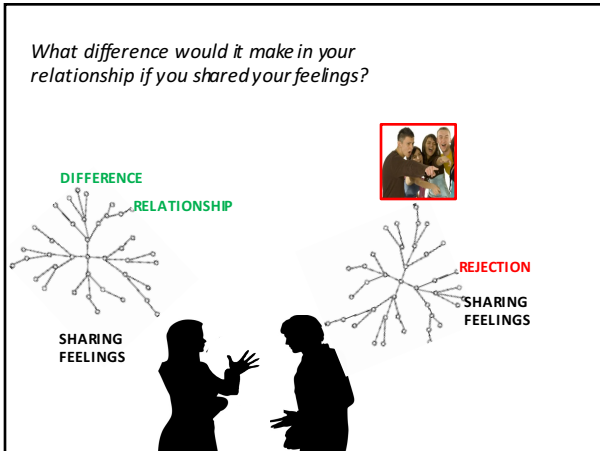 What difference would it make in your
relationship if you shared your feelings?
DIFFERENCE
RELATIONSHIP
SHARING
FEELINGS
REJECTION
SHARING
FEELINGS